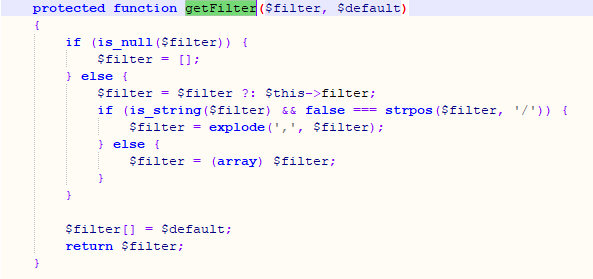 protected function getFilter($filter, $default)
{
if (is_null($filter)) {
$filter = [];
} else {
$filter = $filter ?: $this->filter;
if (is_string($filter) && false === strpos($filter, '/')) {
$filter = explode(',', $filter);
} else {
$filter = (array) $filter;
}
}
$filter[] = $default;
return $filter;
}